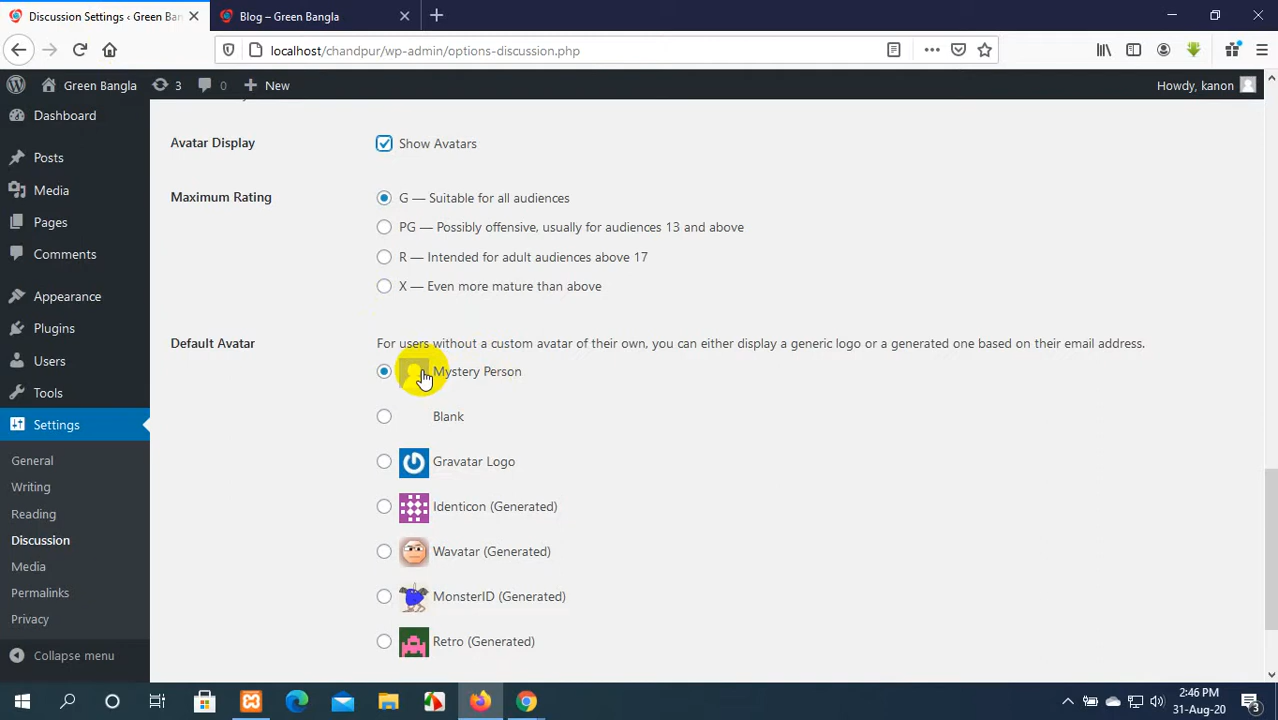 Discussion Settings ‹ Green Ban
Blog – Green Bangla
localhost/chandpur/wp-admin/options-discussion.php
Green Bangla
3
0
New
Howdy, kanon
Dashboard
Posts
Media
Pages
Comments
Appearance
Plugins
Users
Tools
Settings
General
Writing
Reading
Discussion
Media
Permalinks
Privacy
Collapse menu
Avatar Display
Show Avatars
Maximum Rating
G — Suitable for all audiences
PG — Possibly offensive, usually for audiences 13 and above
R — Intended for adult audiences above 17
X — Even more mature than above
Default Avatar
For users without a custom avatar of their own, you can either display a generic logo or a generated one based on their email address.
Mystery Person
Blank
Gravatar Logo
Identicon (Generated)
Wavatar (Generated)
MonsterID (Generated)
Retro (Generated)
2:46 PM
31-Aug-20
3